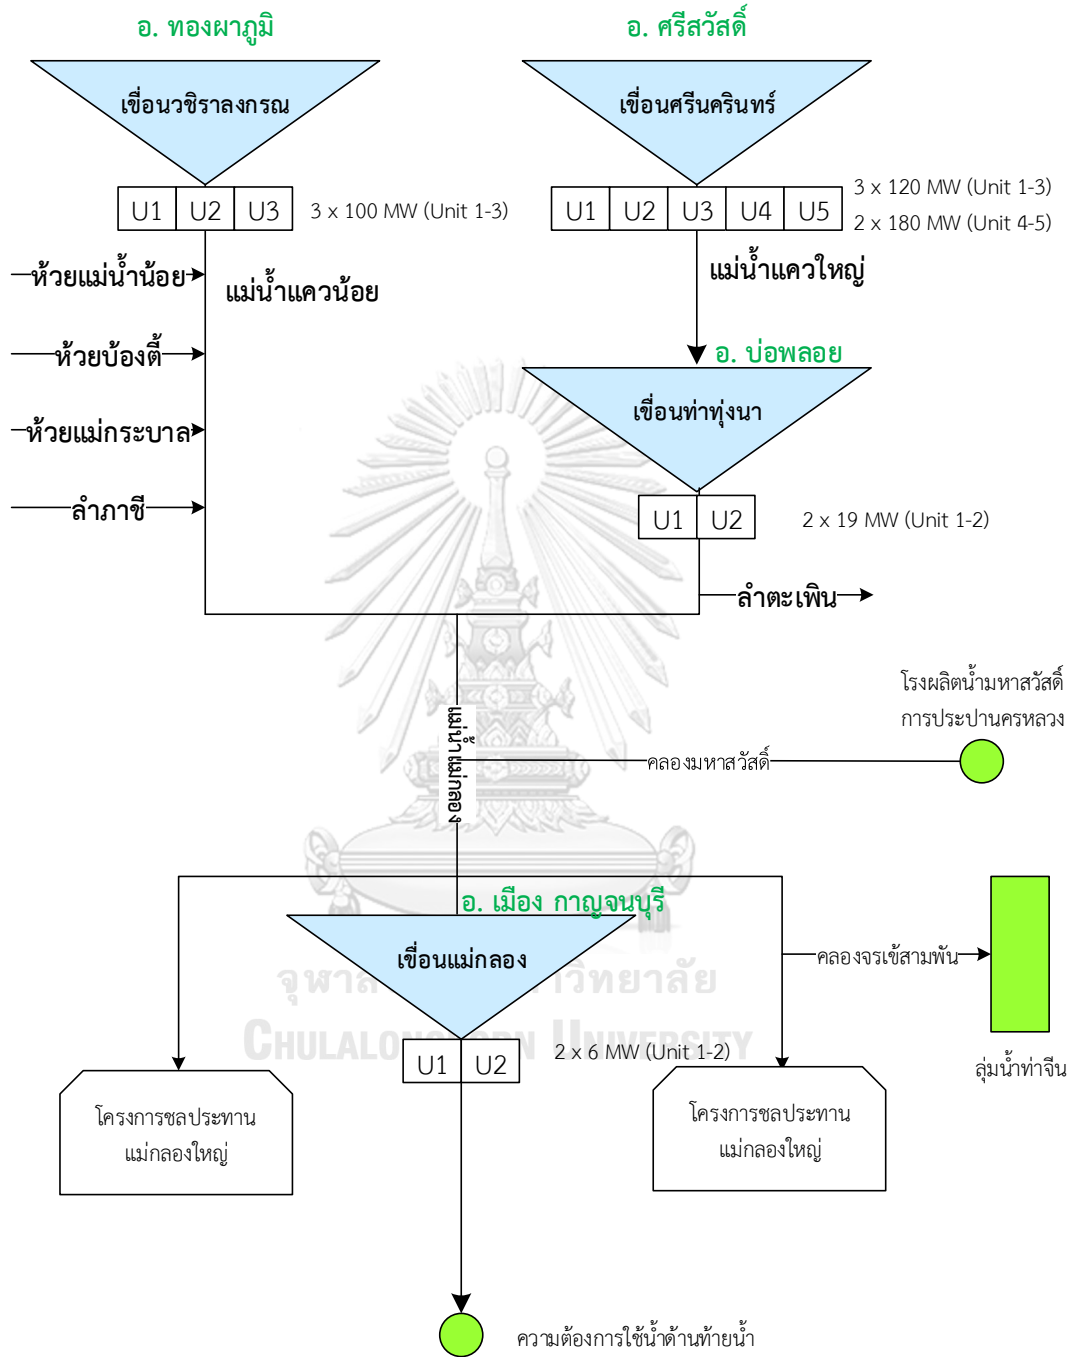 อ. ทองผาภูมิ
อ. ศรีสวัสดิ์
เขื่อนวชิราลงกรณ
เขื่อนศรีนครินทร์
U1 U2 U3
3 x 100 MW (Unit 1-3)
U1 U2 U3 U4 U5
3 x 120 MW (Unit 1-3)
2 x 180 MW (Unit 4-5)
ห้วยแม่น้ำน้อย
แม่น้ำแควน้อย
แม่น้ำแควใหญ่
ห้วยบ้องตี้
อ. บ่อพลอย
เขื่อนท่าทุ่งนา
ห้วยแม่กระบาล
ลำภาชี
U1 U2
2 x 19 MW (Unit 1-2)
ลำตะเพิน
โรงผลิตน้ำมหาสวัสดิ์
การประปานครหลวง
แม่น้ำแม่กลอง
คลองมหาสวัสดิ์
อ. เมือง กาญจนบุรี
เขื่อนแม่กลอง
คลองจรเข้สามพัน
จุฬาล
าวิทยาลัย
CHULALO
RN UNIVERSITY
U1 U2
2 x 6 MW (Unit 1-2)
ลุ่มน้ำท่าจีน
โครงการชลประทาน
แม่กลองใหญ่
โครงการชลประทาน
แม่กลองใหญ่
ความต้องการใช้น้ำด้านท้ายน้ำ